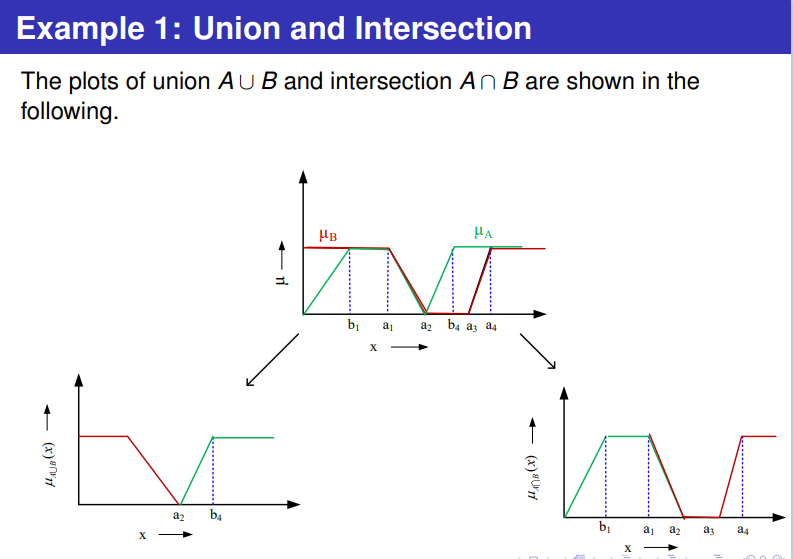 Example 1: Union and Intersection
The plots of union A ∪ B and intersection A ∩ B are shown in the
following.
μB
μA
μ
b1 a1 a2 b4 a3 a4
x
μA∪B(x)
a2 b4
x
μA∩B(x)
b1 a1 a2 a3 a4
x